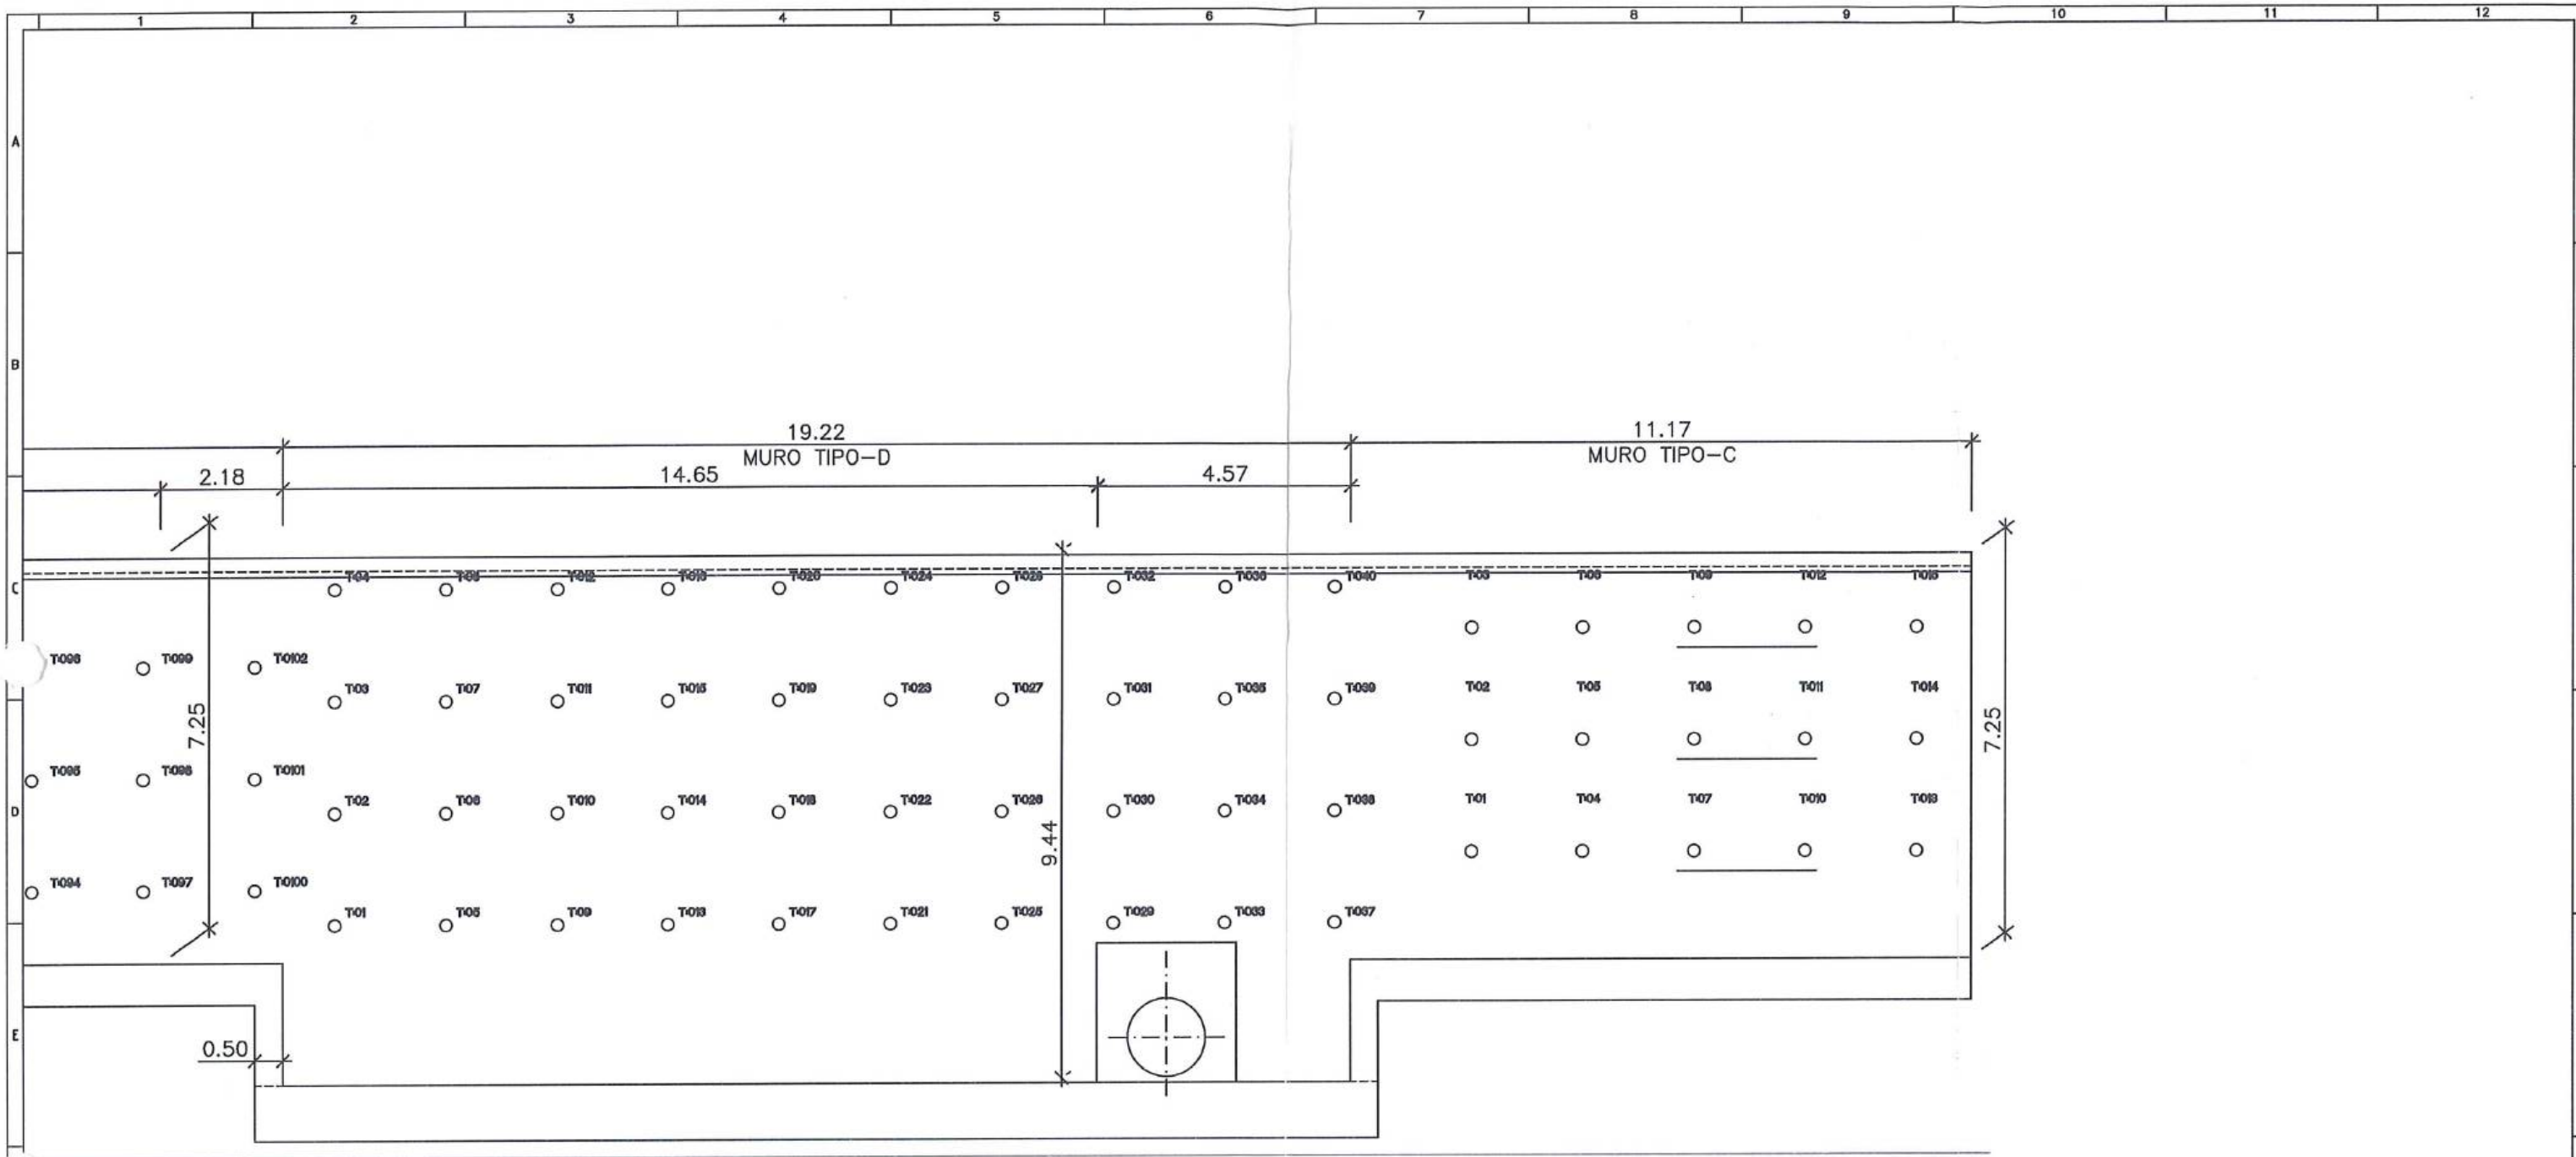 1 2 3 4 5 6 7 8 9 10 11 12
A
B
19.22 11.17
MURO TIPO-D MURO TIPO-C
2.18 14.65 4.57
C
T-032 T-036 T-040 T-012
T-099 T-0102
T-03 T-07 T-011 T-015 T-019 T-023 T-027 T-031 T-035 T-039 T-02 T-05 T-08 T-011 T-014
7.25 7.25
T-095 T-098 T-0101
D
T-02 T-06 T-010 T-014 T-018 T-022 T-026 T-030 T-034 T-038 T-01 T-04 T-07 T-010 T-013
9.44
T-094 T-097 T-0100
T-01 T-05 T-09 T-013 T-017 T-021 T-025 T-029 T-033 T-037
E
0.50